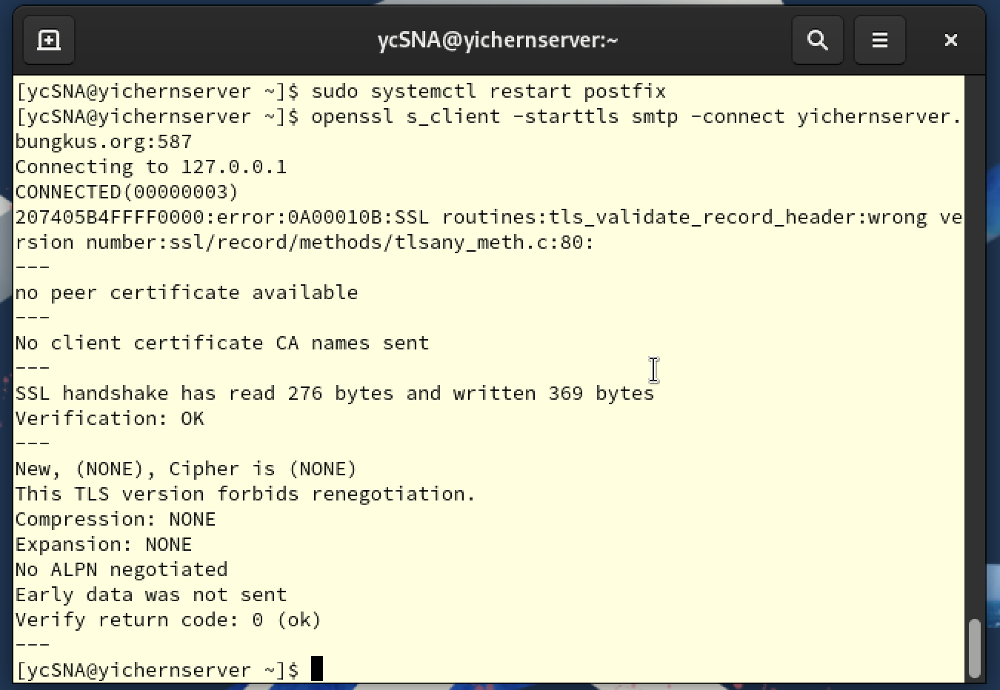 ycSNA@yichernserver:~
[ycSNA@yichernserver ~]$ sudo systemctl restart postfix
[ycSNA@yichernserver ~]$ openssl s_client -starttls smtp -connect yichernserver.
bungkus.org:587
Connecting to 127.0.0.1
CONNECTED(00000003)
207405B4FFFF0000:error:0A00010B:SSL routines:tls_validate_record_header:wrong ve
rsion number:ssl/record/methods/tlsany_meth.c:80:
---
no peer certificate available
---
No client certificate CA names sent
---
SSL handshake has read 276 bytes and written 369 bytes
Verification: OK
---
New, (NONE), Cipher is (NONE)
This TLS version forbids renegotiation.
Compression: NONE
Expansion: NONE
No ALPN negotiated
Early data was not sent
Verify return code: 0 (ok)
---
[ycSNA@yichernserver ~]$